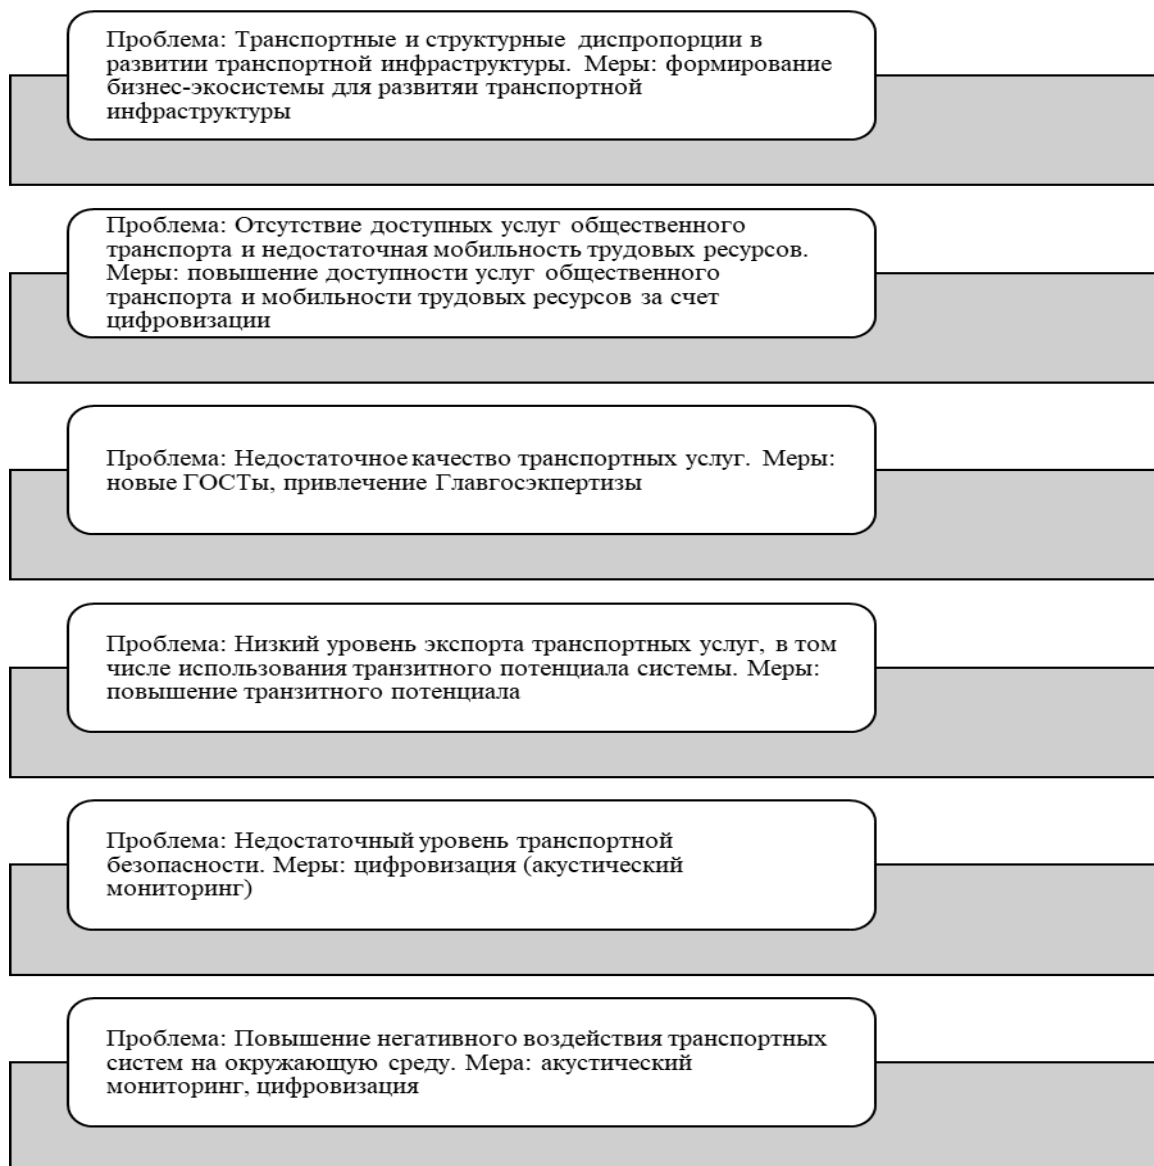 Проблема: Транспортные и структурные диспропорции в
развитии транспортной инфраструктуры. Меры: формирование
бизнес-экосистемы для развитяи транспортной
инфраструктуры
Проблема: Отсутствие доступных услуг общественного
транспорта и недостаточная мобильность трудовых ресурсов.
Меры: повышение доступности услуг общественного
транспорта и мобильности трудовых ресурсов за счет
цифровизации
Проблема: Недостаточное качество транспортных услуг. Меры:
новые ГОСТы, привлечение Главгосэкпертизы
Проблема: Низкий уровень экспорта транспортных услуг, в том
числе использования транзитного потенциала системы. Меры:
повышение транзитного потенциала
Проблема: Недостаточный уровень транспортной
безопасности. Меры: цифровизация (акустический
мониторинг)
Проблема: Повышение негативного воздействия транспортных
систем на окружающую среду. Мера: акустический
мониторинг, цифровизация